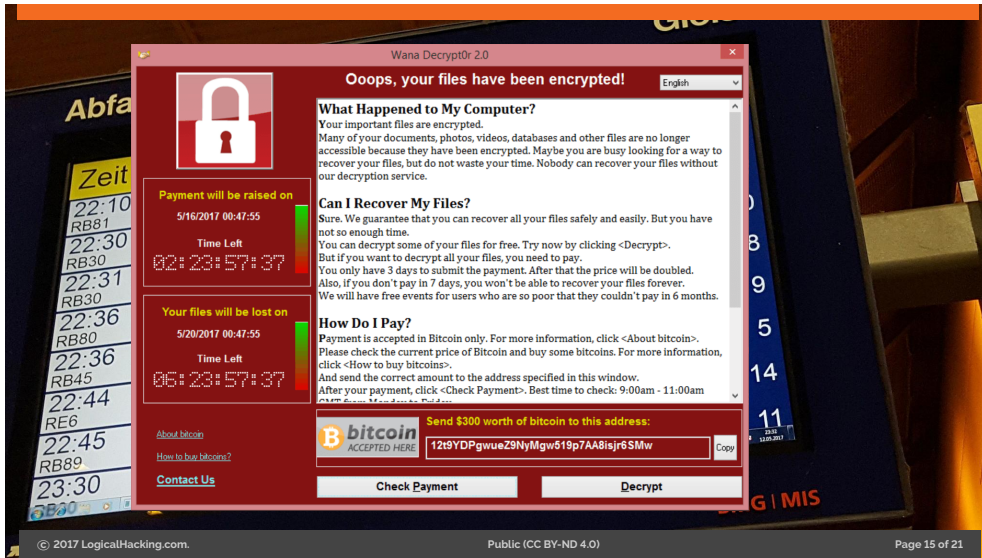 Abfa
Wana Decrypt0r 2.0
Ooops, your files have been encrypted!
English
What Happened to My Computer?
Your important files are encrypted.
Many of your documents, photos, videos, databases and other files are no longer
accessible because they have been encrypted. Maybe you are busy looking for a way to
recover your files, but do not waste your time. Nobody can recover your files without
our decryption service.
Can I Recover My Files?
Sure. We guarantee that you can recover all your files safely and easily. But you have
not so enough time.
You can decrypt some of your files for free. Try now by clicking <Decrypt>.
But if you want to decrypt all your files, you need to pay.
You only have 3 days to submit the payment. After that the price will be doubled.
Also, if you don't pay in 7 days, you won't be able to recover your files forever.
We will have free events for users who are so poor that they couldn't pay in 6 months.
How Do I Pay?
Payment is accepted in Bitcoin only. For more information, click <About bitcoin>.
Please check the current price of Bitcoin and buy some bitcoins. For more information,
click <How to buy bitcoins>.
And send the correct amount to the address specified in this window.
After your payment, click <Check Payment>. Best time to check: 9:00am - 11:00am
GMT from Monday to Friday
Payment will be raised on
5/16/2017 00:47:55
Time Left
02:23:57:37
Your files will be lost on
5/20/2017 00:47:55
Time Left
06:23:57:37
About bitcoin
How to buy bitcoins?
Contact Us
bitcoin
ACCEPTED HERE
Send $300 worth of bitcoin to this address:
12t9YDPgwueZ9NyMgw519p7AA8isjr6SMw
Copy
Check Payment
Decrypt
Zeit
22:10
RB81
22:30
RB30
22:31
RB30
22:36
RB80
22:36
RB45
22:44
RE6
22:45
RB89
23:30
RB30
8
9
5
14
11
23:32
12.05.2017
G | MIS
© 2017 LogicalHacking.com.
Public (CC BY-ND 4.0)
Page 15 of 21